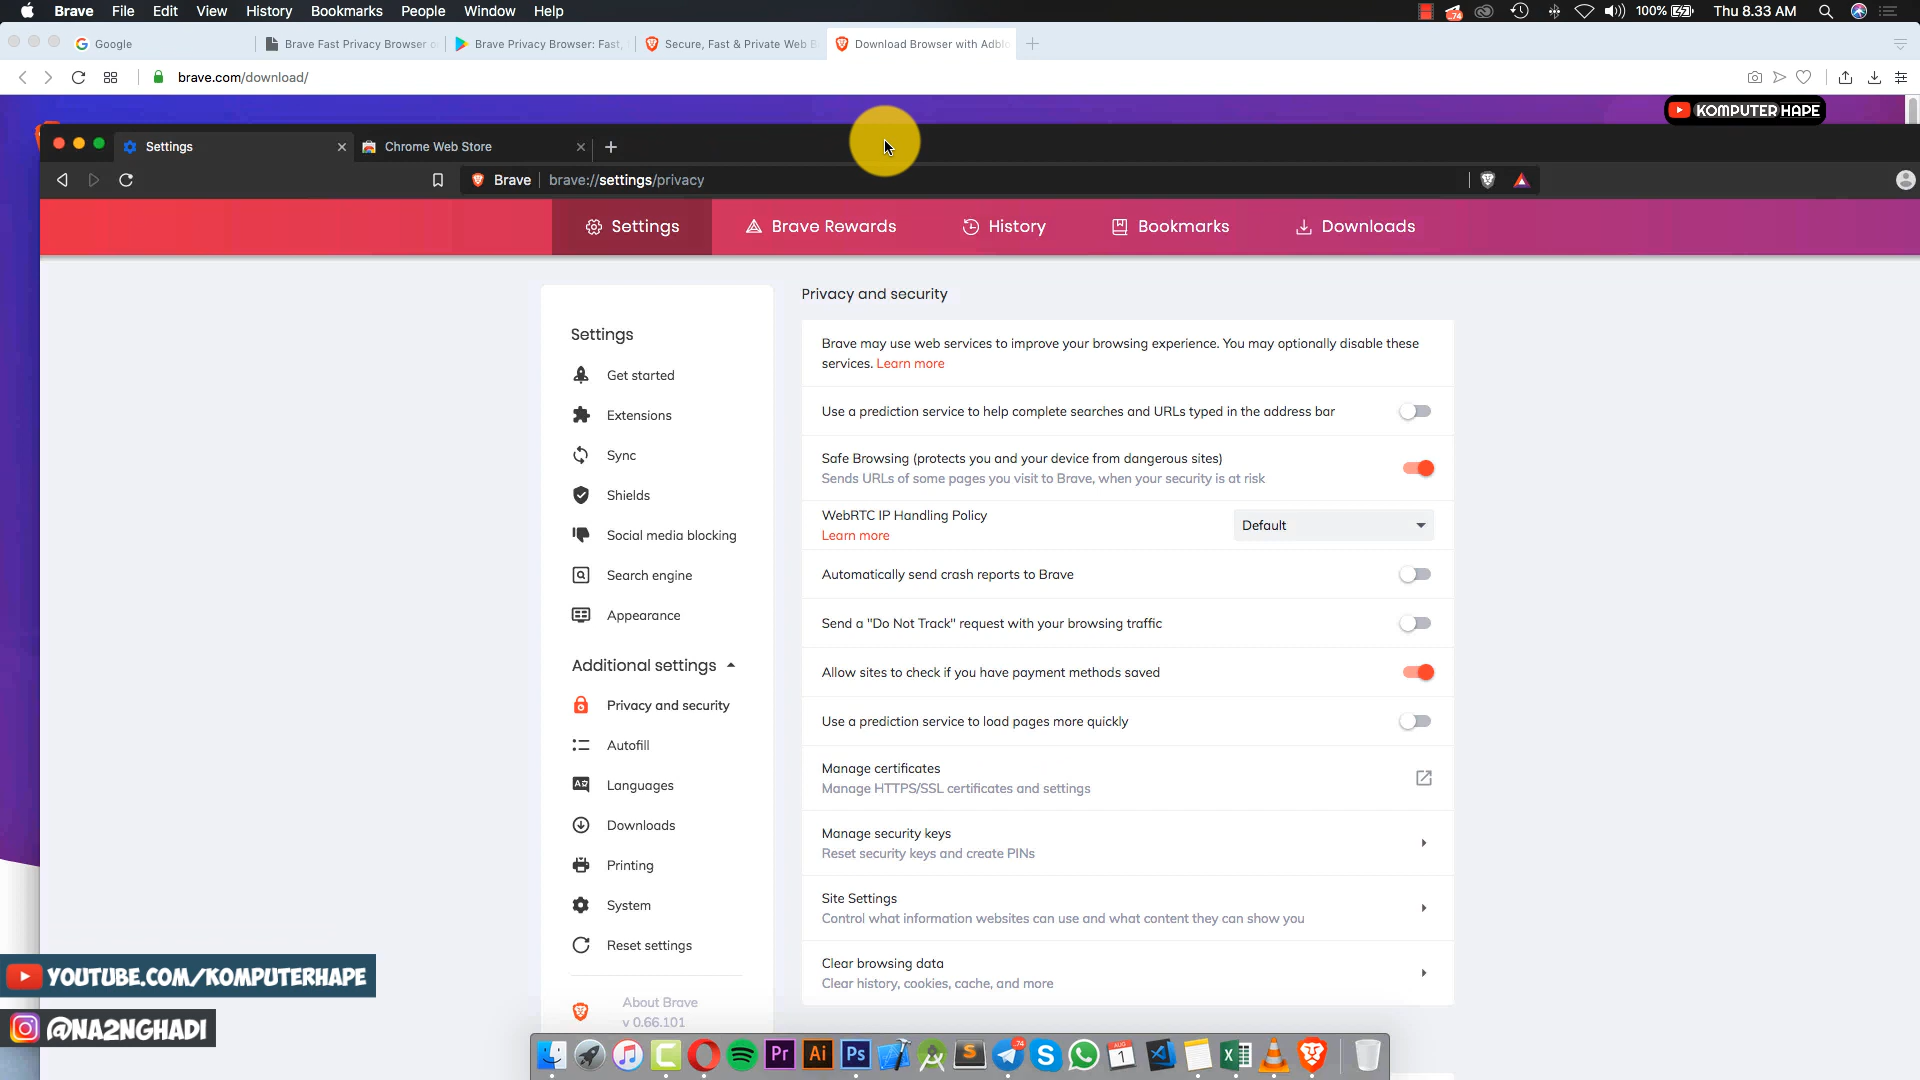 Brave File Edit View History Bookmarks People Window Help
74 100% Thu 8.33 AM
Google
Brave Fast Privacy Browser
Brave Privacy Browser: Fast,
Secure, Fast & Private Web B
Download Browser with Adblo
brave.com/download/
KOMPUTER HAPE
Settings
Chrome Web Store
Brave brave://settings/privacy
Settings Brave Rewards History Bookmarks Downloads
Settings
Get started
Extensions
Sync
Shields
Social media blocking
Search engine
Appearance
Additional settings
Privacy and security
Autofill
Languages
Downloads
Printing
System
Reset settings
About Brave
v 0.66.101
Privacy and security
Brave may use web services to improve your browsing experience. You may optionally disable these
services. Learn more
Use a prediction service to help complete searches and URLs typed in the address bar
Safe Browsing (protects you and your device from dangerous sites)
Sends URLs of some pages you visit to Brave, when your security is at risk
WebRTC IP Handling Policy
Learn more
Default
Automatically send crash reports to Brave
Send a "Do Not Track" request with your browsing traffic
Allow sites to check if you have payment methods saved
Use a prediction service to load pages more quickly
Manage certificates
Manage HTTPS/SSL certificates and settings
Manage security keys
Reset security keys and create PINs
Site Settings
Control what information websites can use and what content they can show you
Clear browsing data
Clear history, cookies, cache, and more
YOUTUBE.COM/KOMPUTERHAPE
@NA2NGHADI
Pr Ai Ps S 74 AUG 1